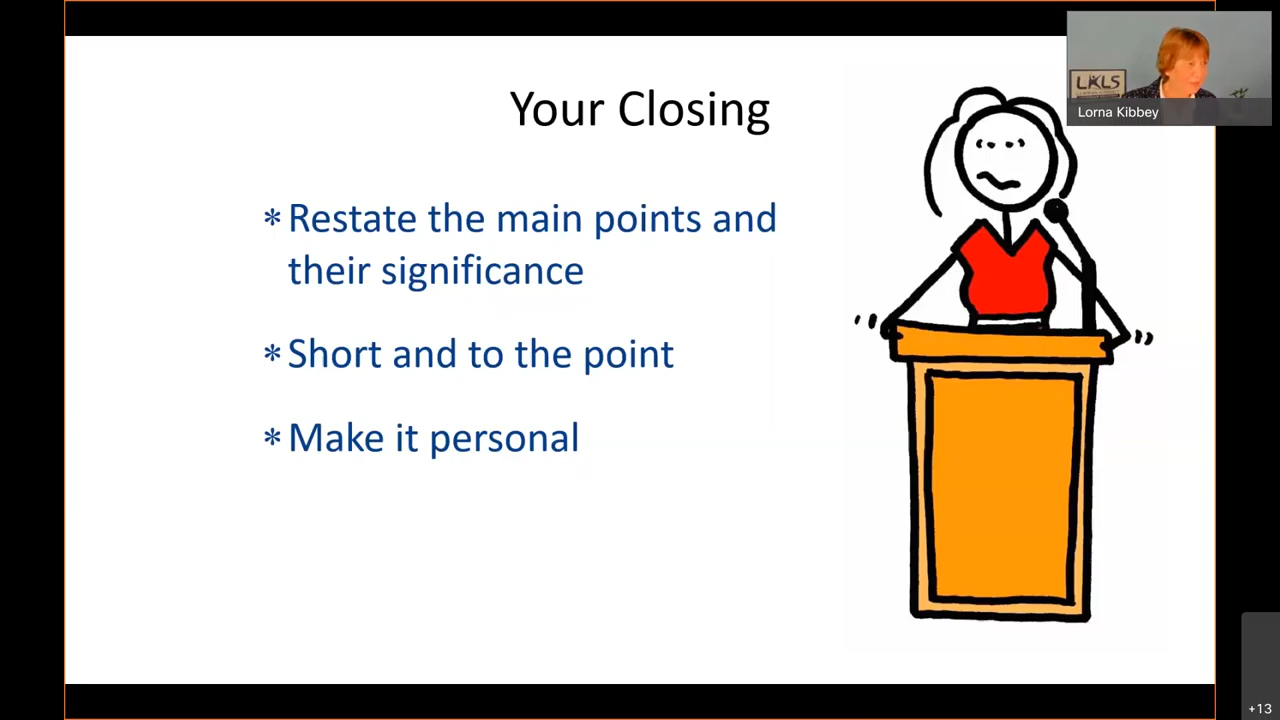 Your Closing
* Restate the main points and
their significance
* Short and to the point
* Make it personal
LKLS
Lorna Kibbey
+13